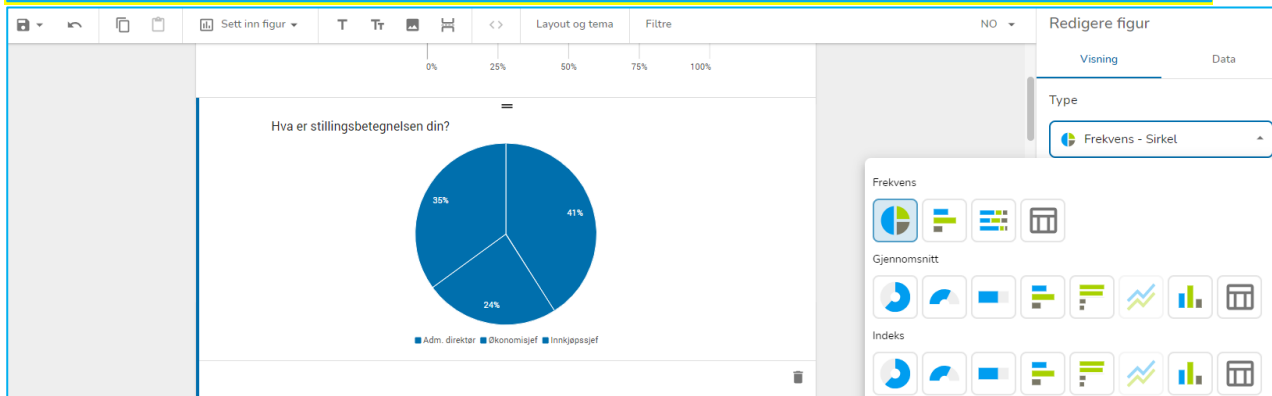 Sett inn figur
T
Tт
Layout og tema
Filtre
NO
Redigere figur
Visning
Data
0%
25%
50%
75%
100%
Type
Frekvens - Sirkel
Hva er stillingsbetegnelsen din?
35%
41%
24%
Adm. direktør Økonomisjef Innkjøpssjef
Frekvens
Gjennomsnitt
Indeks